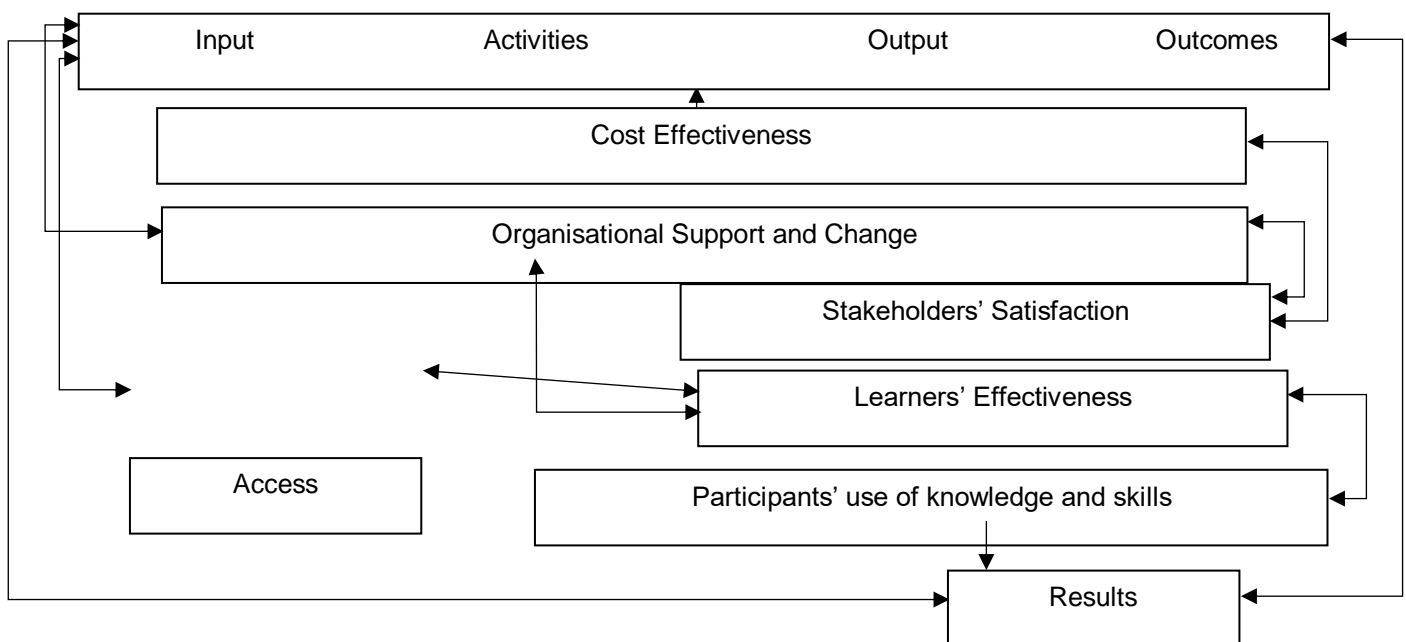 Input Activities Output Outcomes
Cost Effectiveness
Organisational Support and Change
Stakeholders’ Satisfaction
Learners’ Effectiveness
Access
Participants’ use of knowledge and skills
Results